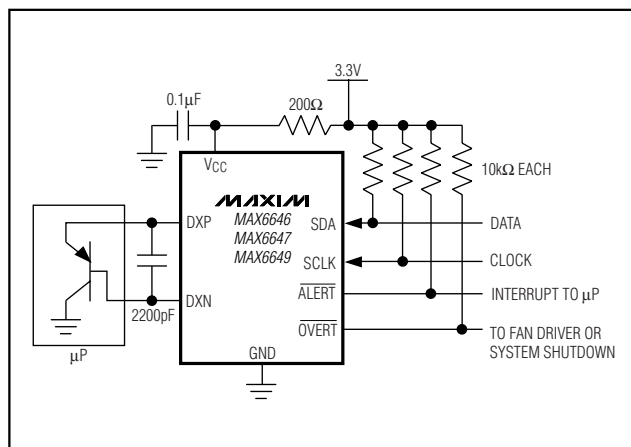 3.3V
0.1μF
200Ω
VCC
10kΩ EACH
MAXIM
MAX6646
MAX6647
MAX6649
DXP
SDA
DATA
SCLK
CLOCK
ALERT
INTERRUPT TO μP
DXN
2200pF
OVERT
TO FAN DRIVER OR
SYSTEM SHUTDOWN
GND
μP